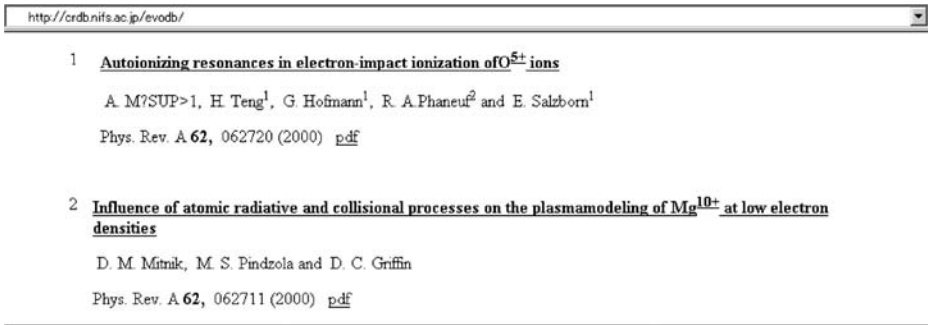 http://crdb.nifs.ac.jp/evodb/
1 Autoionizing resonances in electron-impact ionization ofO5+ ions
A. M?SUP>1, H. Teng1, G. Hofmann1, R. A.Phaneuf2 and E. Salzborn1
Phys. Rev. A 62, 062720 (2000) pdf
2 Influence of atomic radiative and collisional processes on the plasmamodeling of Mg10+ at low electron
densities
D. M. Mitnik, M. S. Pindzola and D. C. Griffin
Phys. Rev. A 62, 062711 (2000) pdf